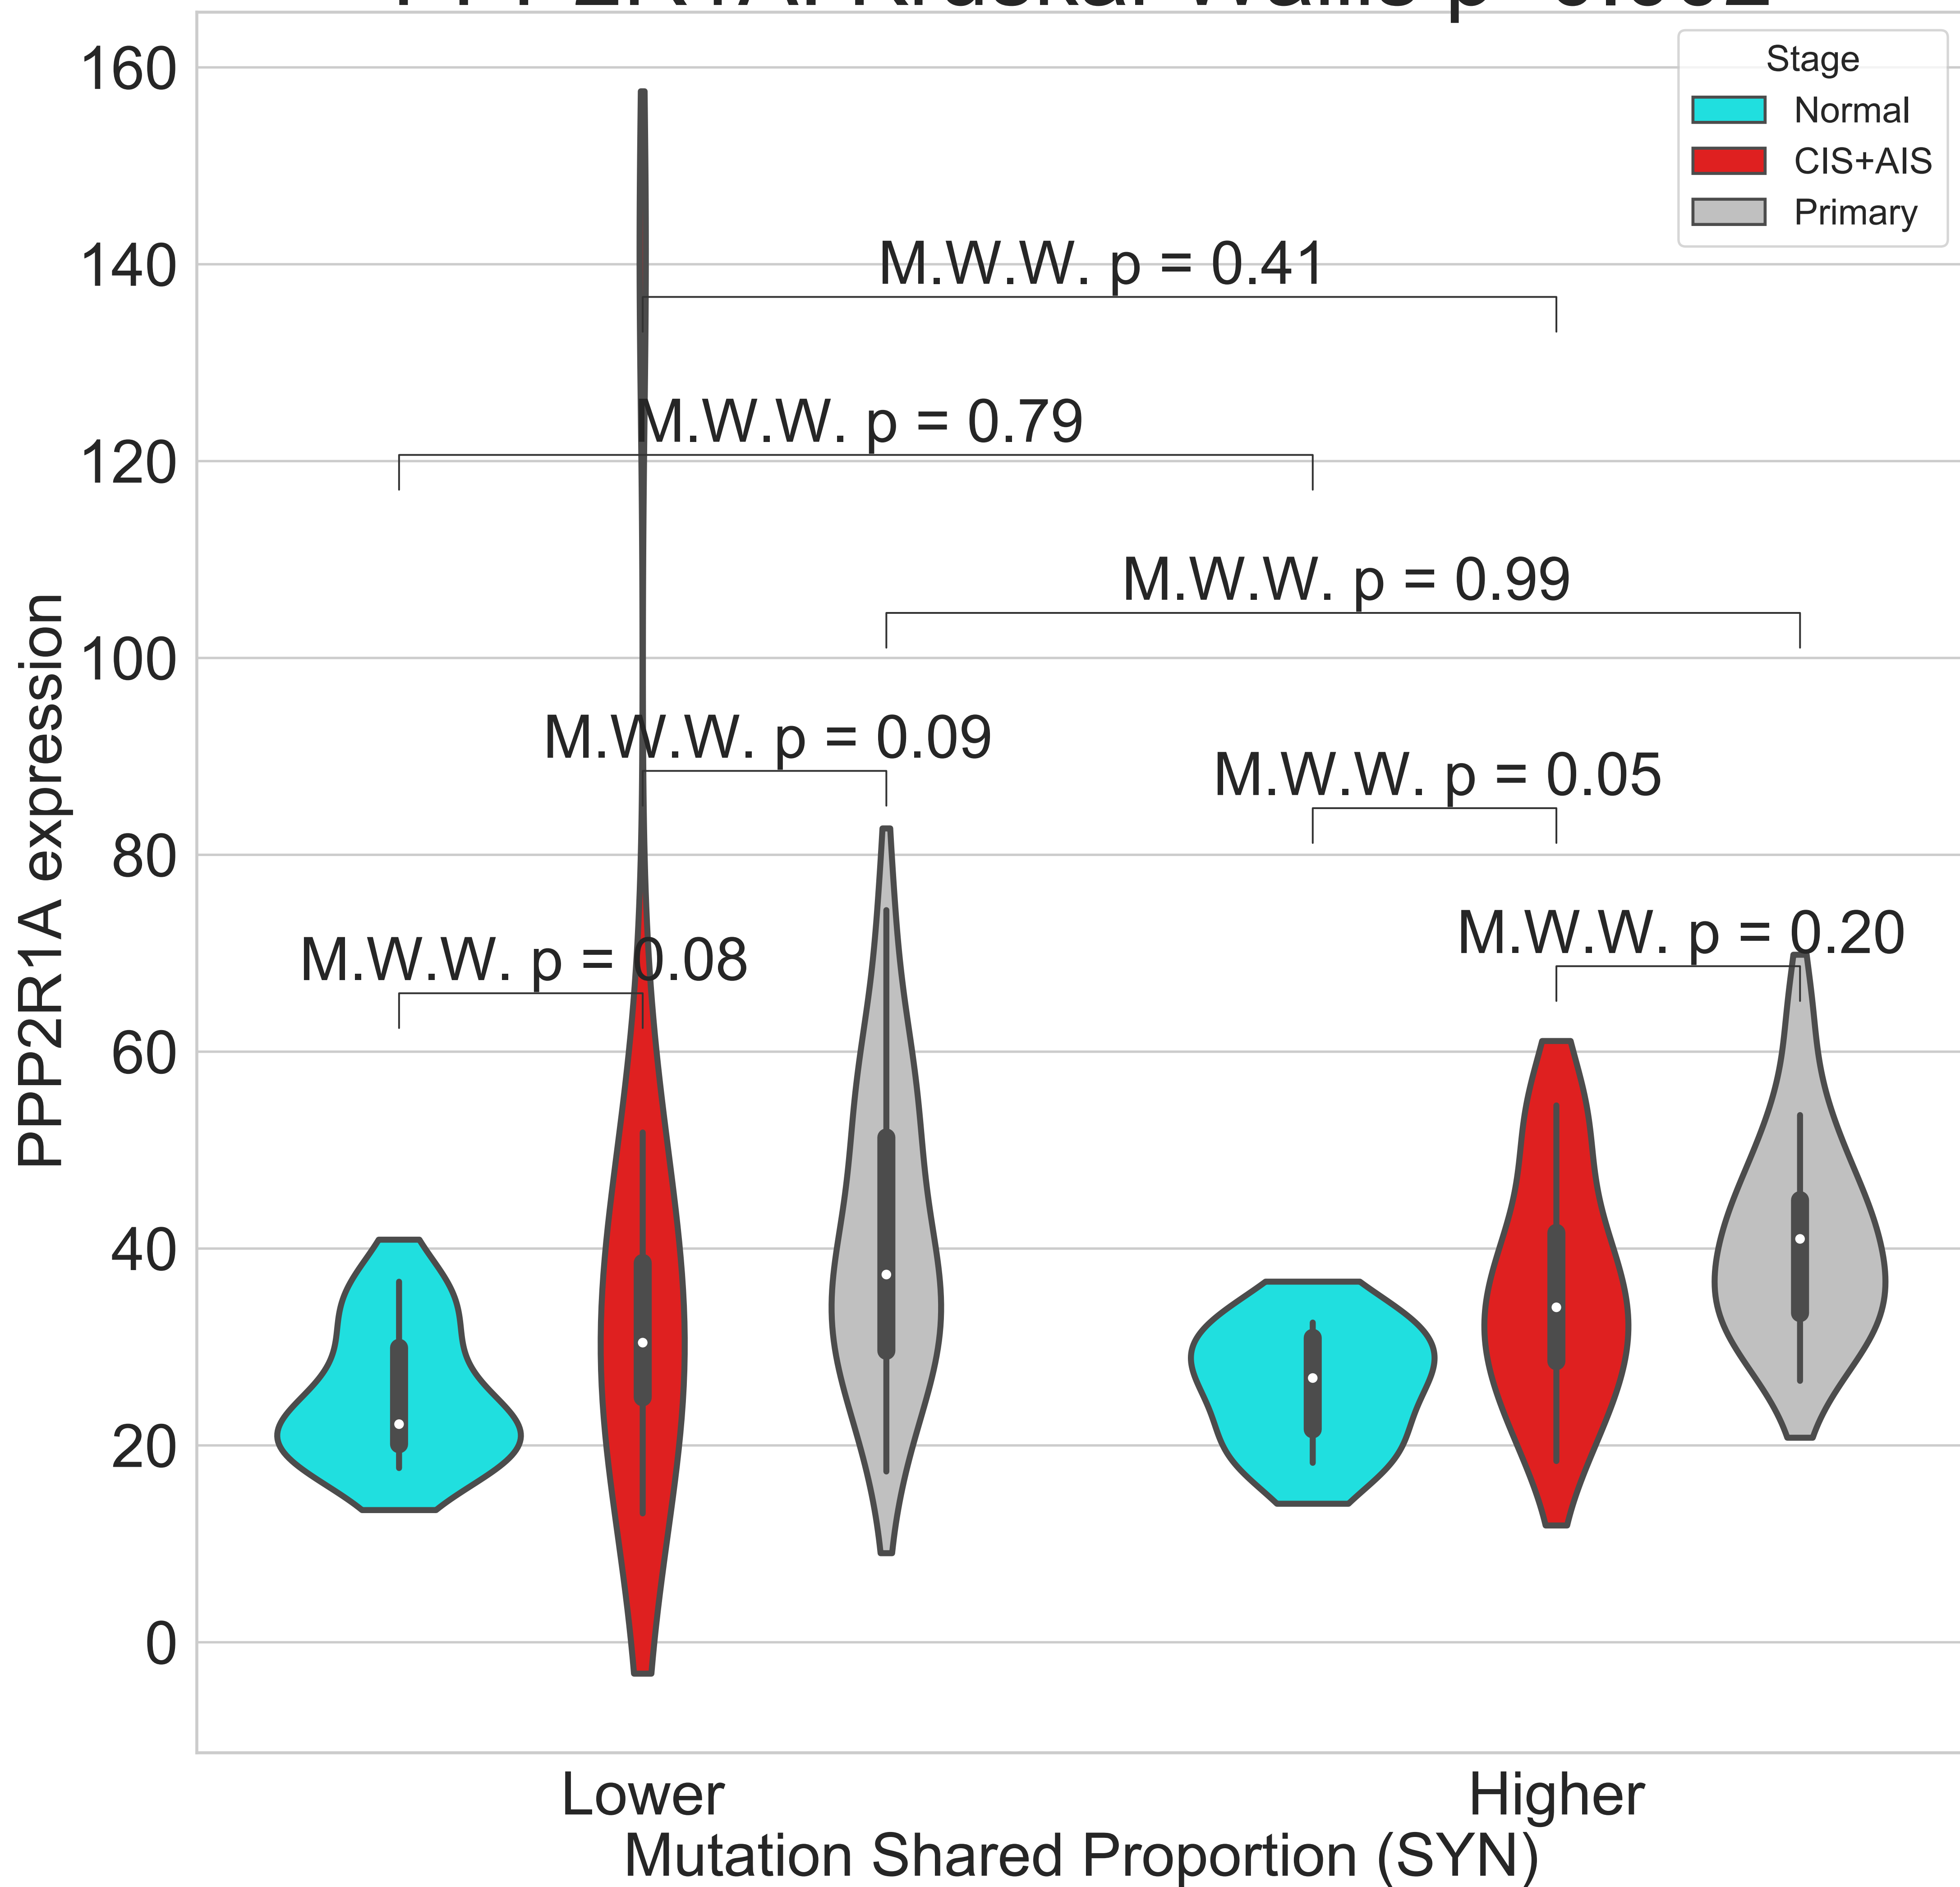 160
140
120
100
80
60
40
20
0
PPP2R1A expression
Stage
Normal
CIS+AIS
Primary
M.W.W. p = 0.41
M.W.W. p = 0.79
M.W.W. p = 0.99
M.W.W. p = 0.09
M.W.W. p = 0.05
M.W.W. p = 0.08
M.W.W. p = 0.20
Lower
Higher
Mutation Shared Proportion (SYN)